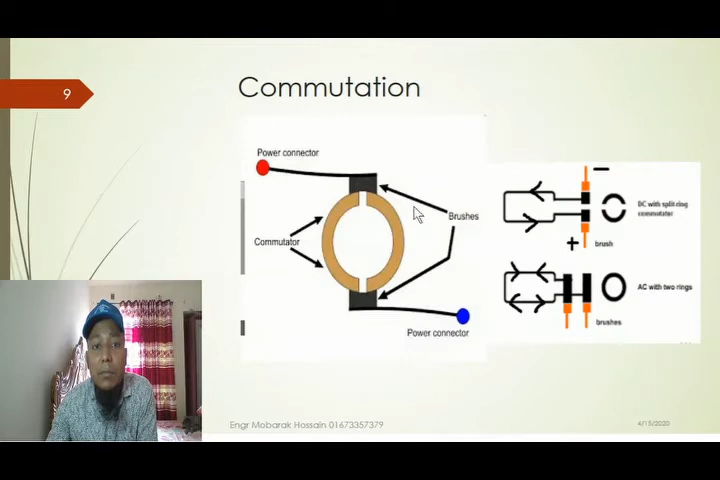 9
Commutation
Power connector
Commutator
Brushes
Power connector
−
DC with split ring
commutator
+
brush
AC with two rings
brushes
Engr Mobarak Hossain 01673357379
4/15/2020